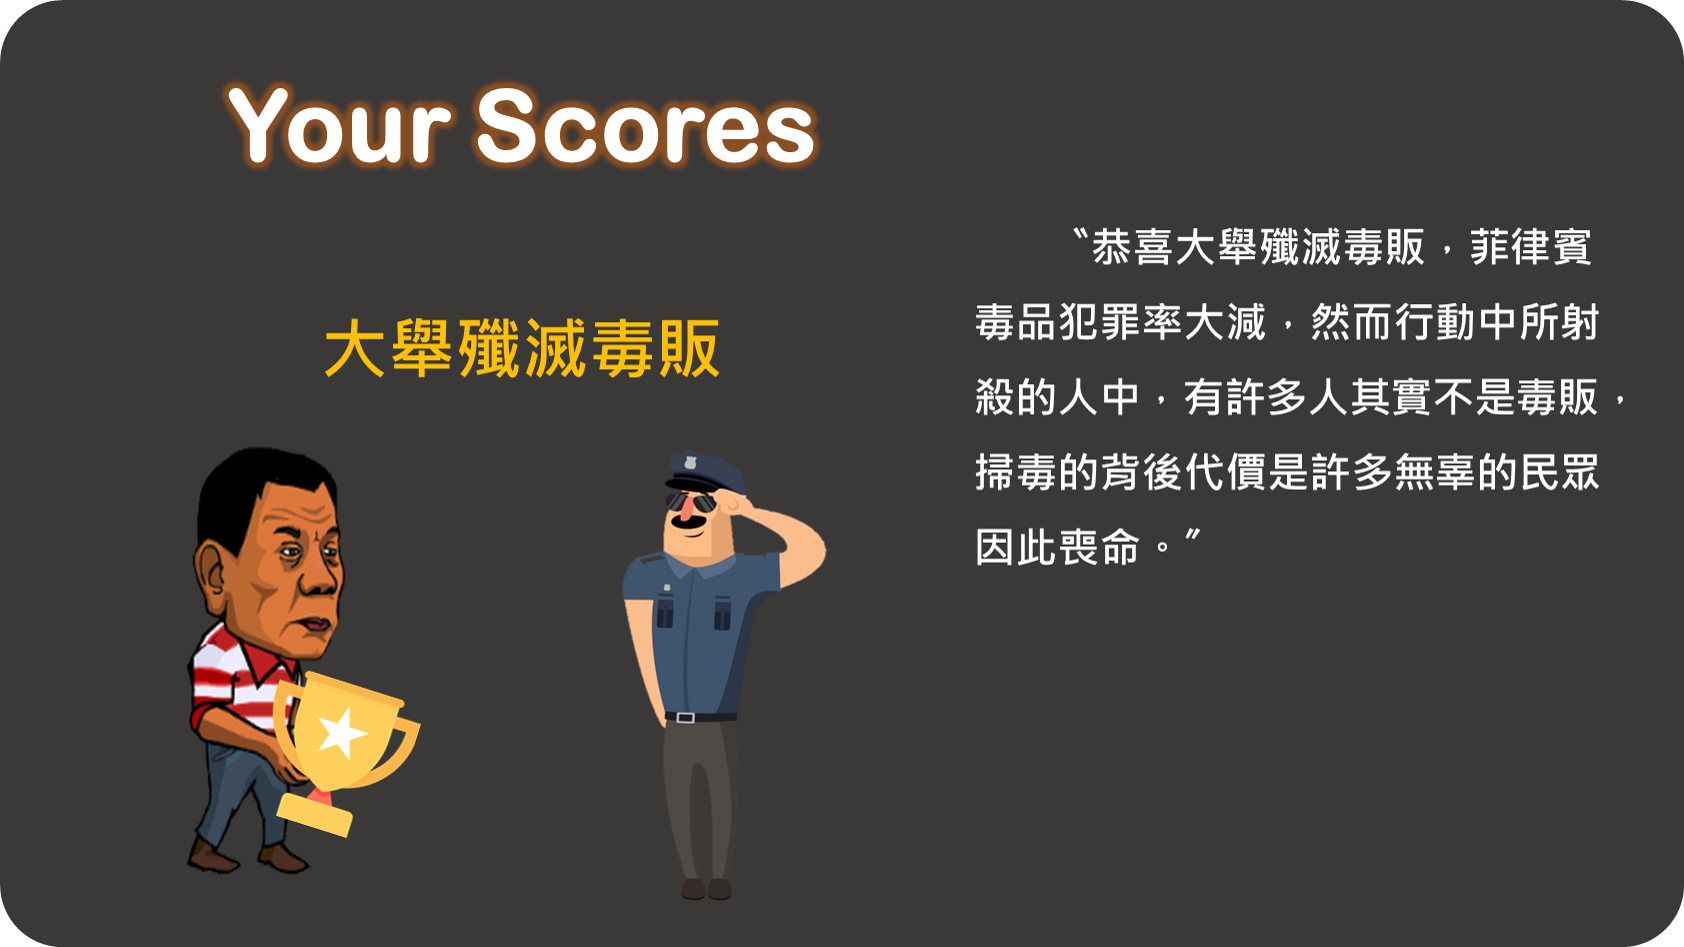 Your Scores
大舉殲滅毒販
〝恭喜大舉殲滅毒販，菲律賓
毒品犯罪率大減，然而行動中所射
殺的人中，有許多人其實不是毒販，
掃毒的背後代價是許多無辜的民眾
因此喪命。〞